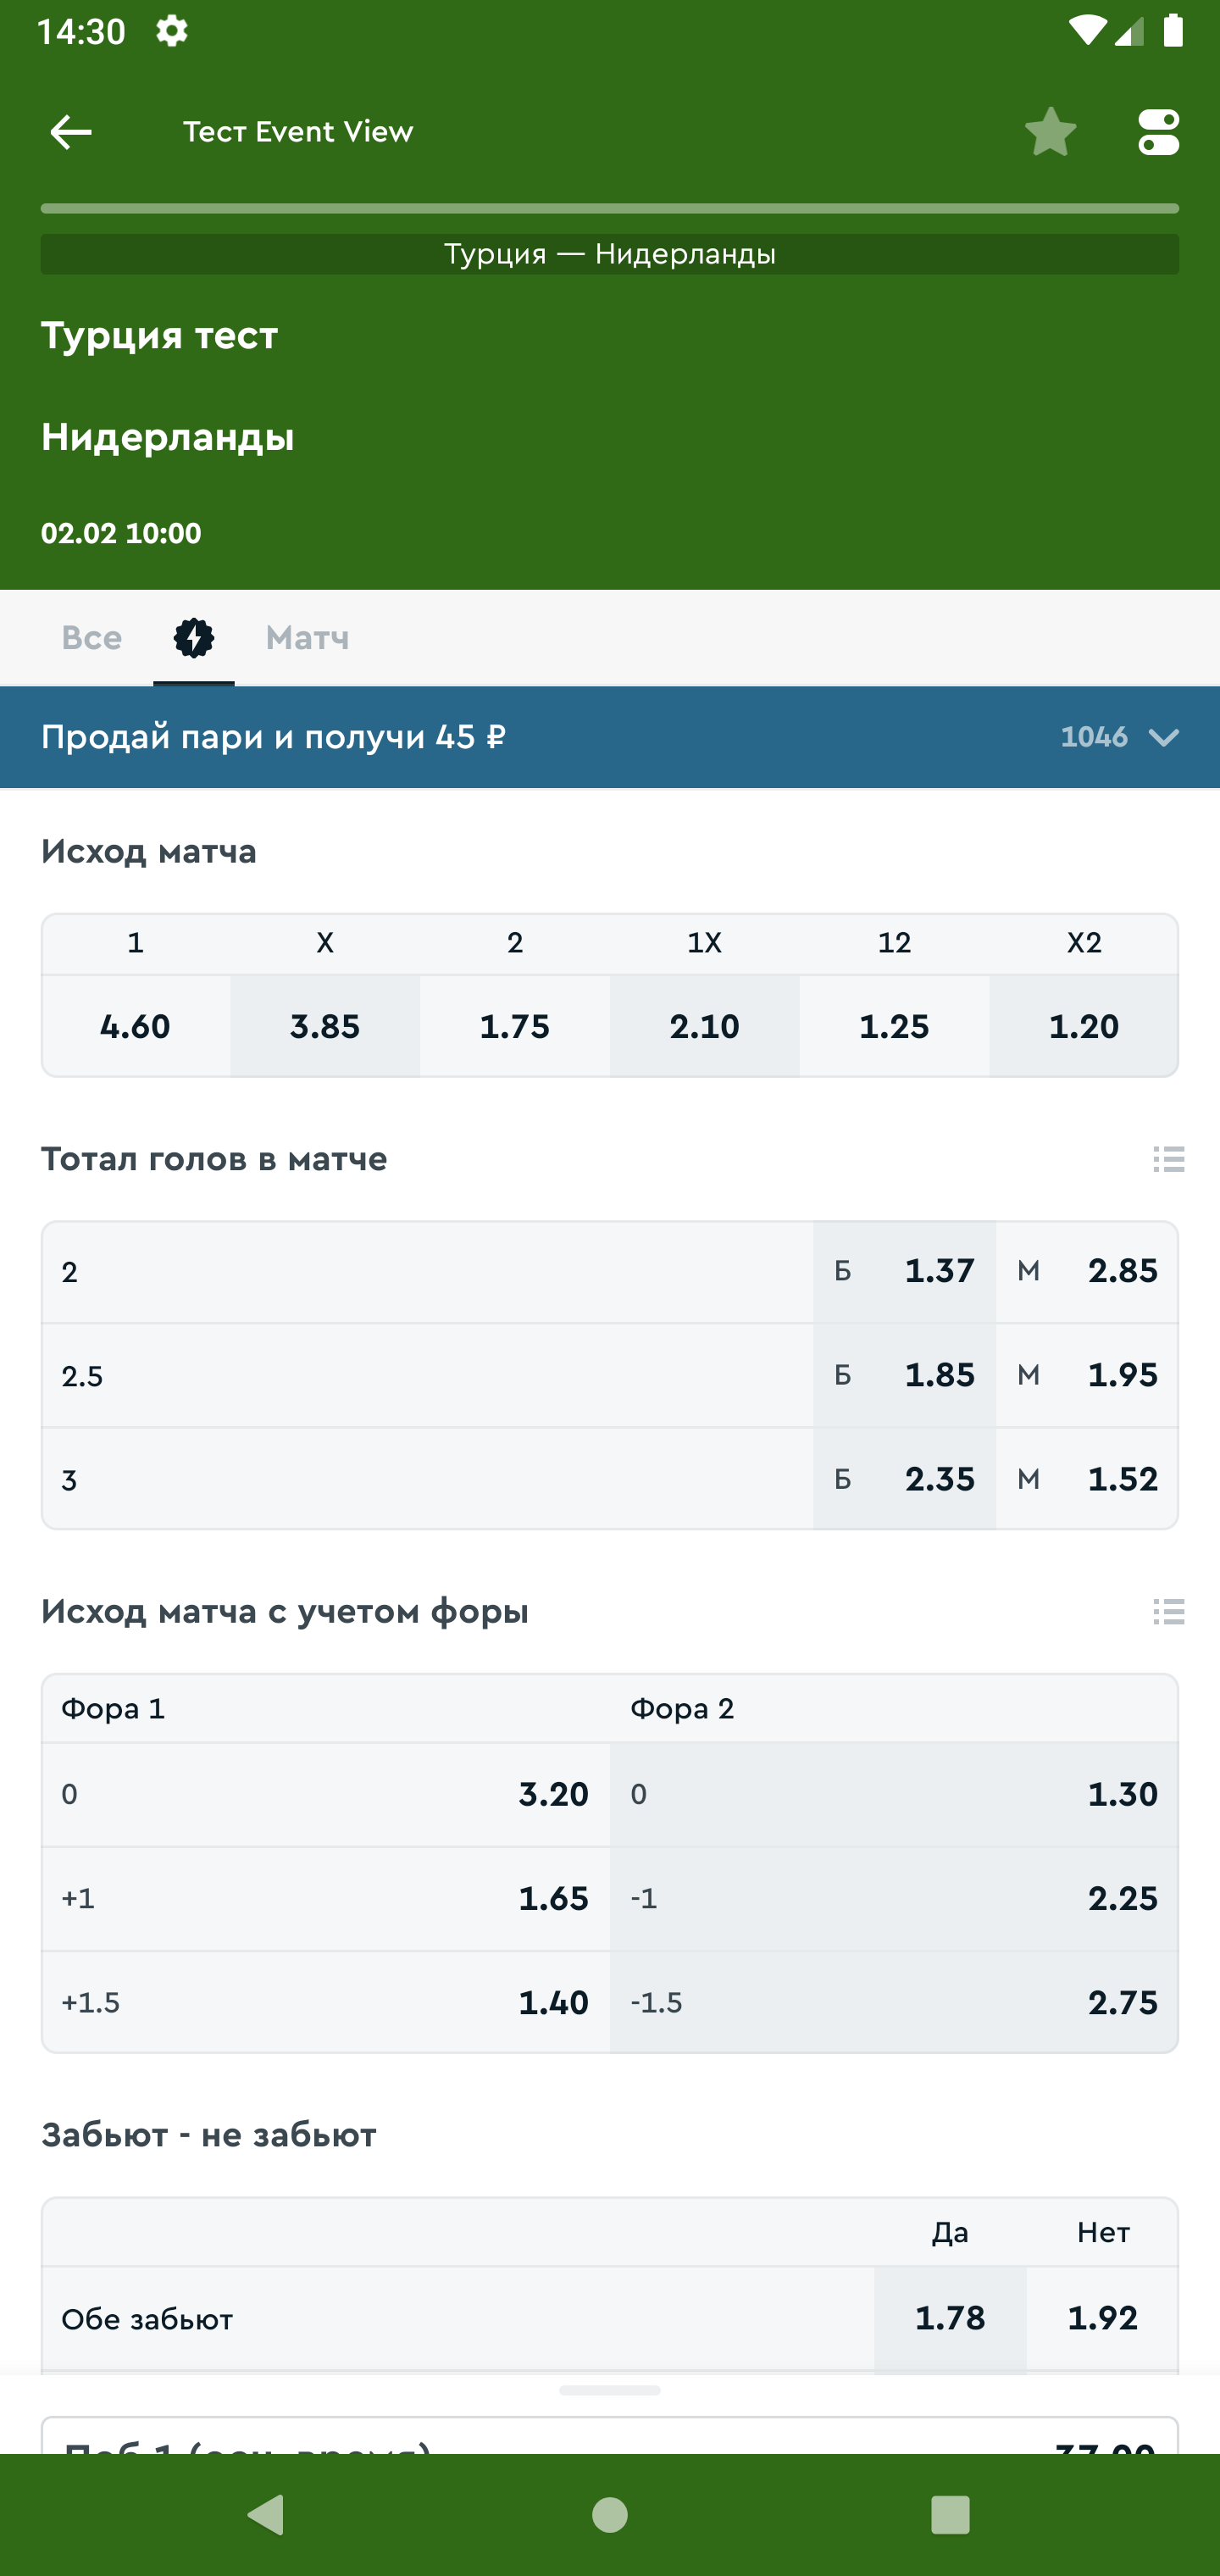 14:30
Тест Event View
Турция — Нидерланды
Турция тест
Нидерланды
02.02 10:00
Все Матч
Продай пари и получи 45 ₽ 1046
Исход матча
1 X 2 1X 12 X2
4.60 3.85 1.75 2.10 1.25 1.20
Тотал голов в матче
2 Б 1.37 М 2.85
2.5 Б 1.85 М 1.95
3 Б 2.35 М 1.52
Исход матча с учетом форы
Фора 1 Фора 2
0 3.20 0 1.30
+1 1.65 -1 2.25
+1.5 1.40 -1.5 2.75
Забьют - не забьют
Да Нет
Обе забьют 1.78 1.92